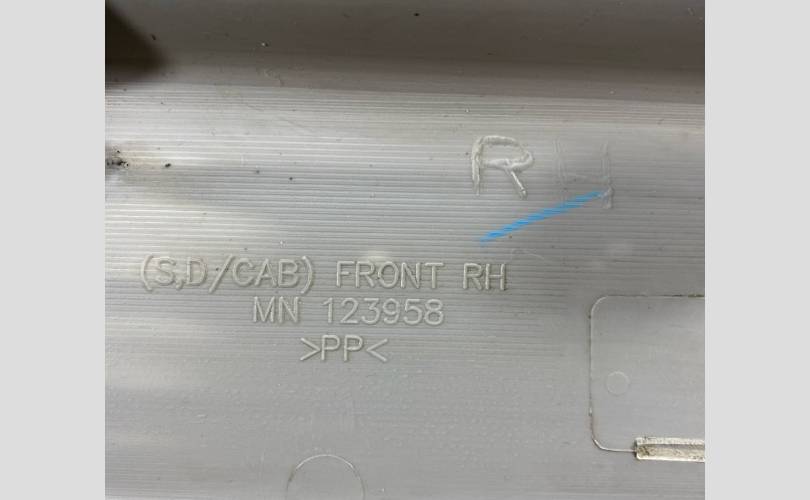 RH
(S,D/CAB) FRONT RH
MN 123958
>PP<